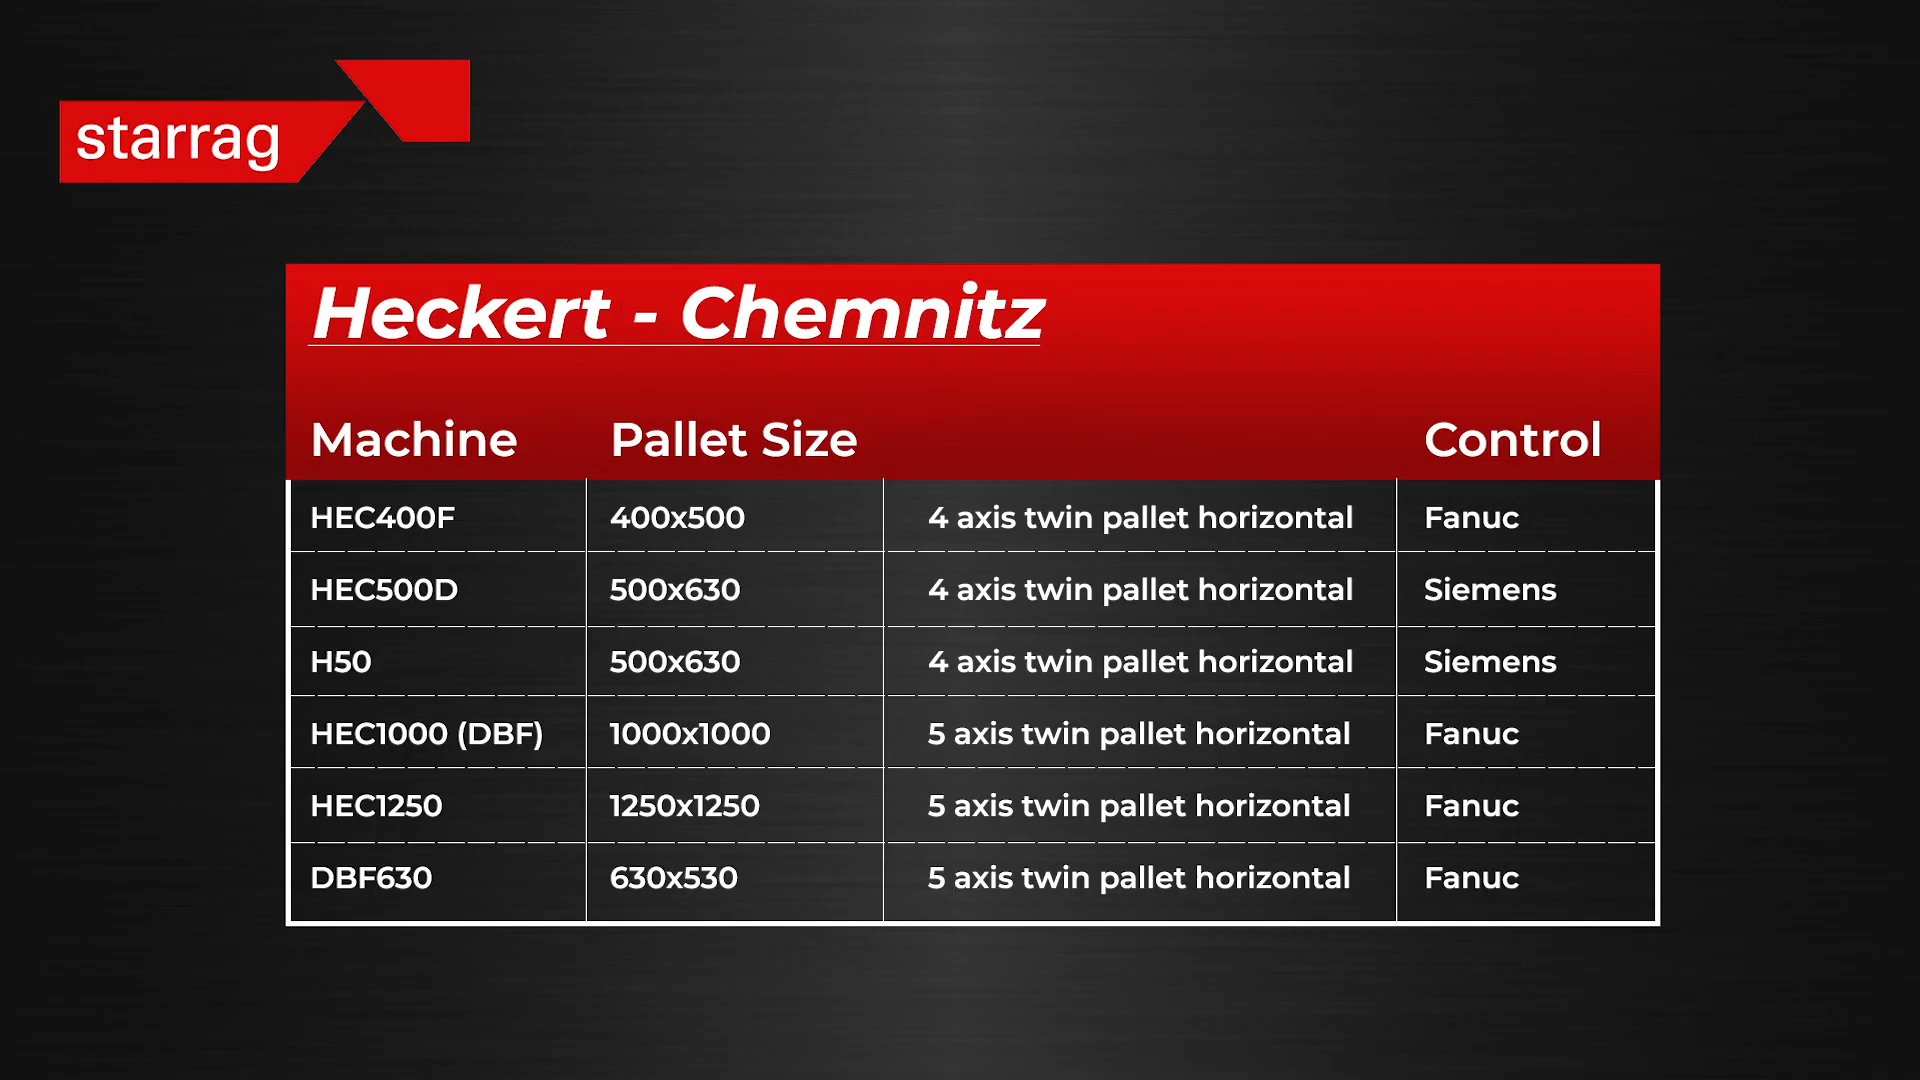 starrag
Heckert - Chemnitz
Machine Pallet Size Control
HEC400F 400x500 4 axis twin pallet horizontal Fanuc
HEC500D 500x630 4 axis twin pallet horizontal Siemens
H50 500x630 4 axis twin pallet horizontal Siemens
HEC1000 (DBF) 1000x1000 5 axis twin pallet horizontal Fanuc
HEC1250 1250x1250 5 axis twin pallet horizontal Fanuc
DBF630 630x530 5 axis twin pallet horizontal Fanuc